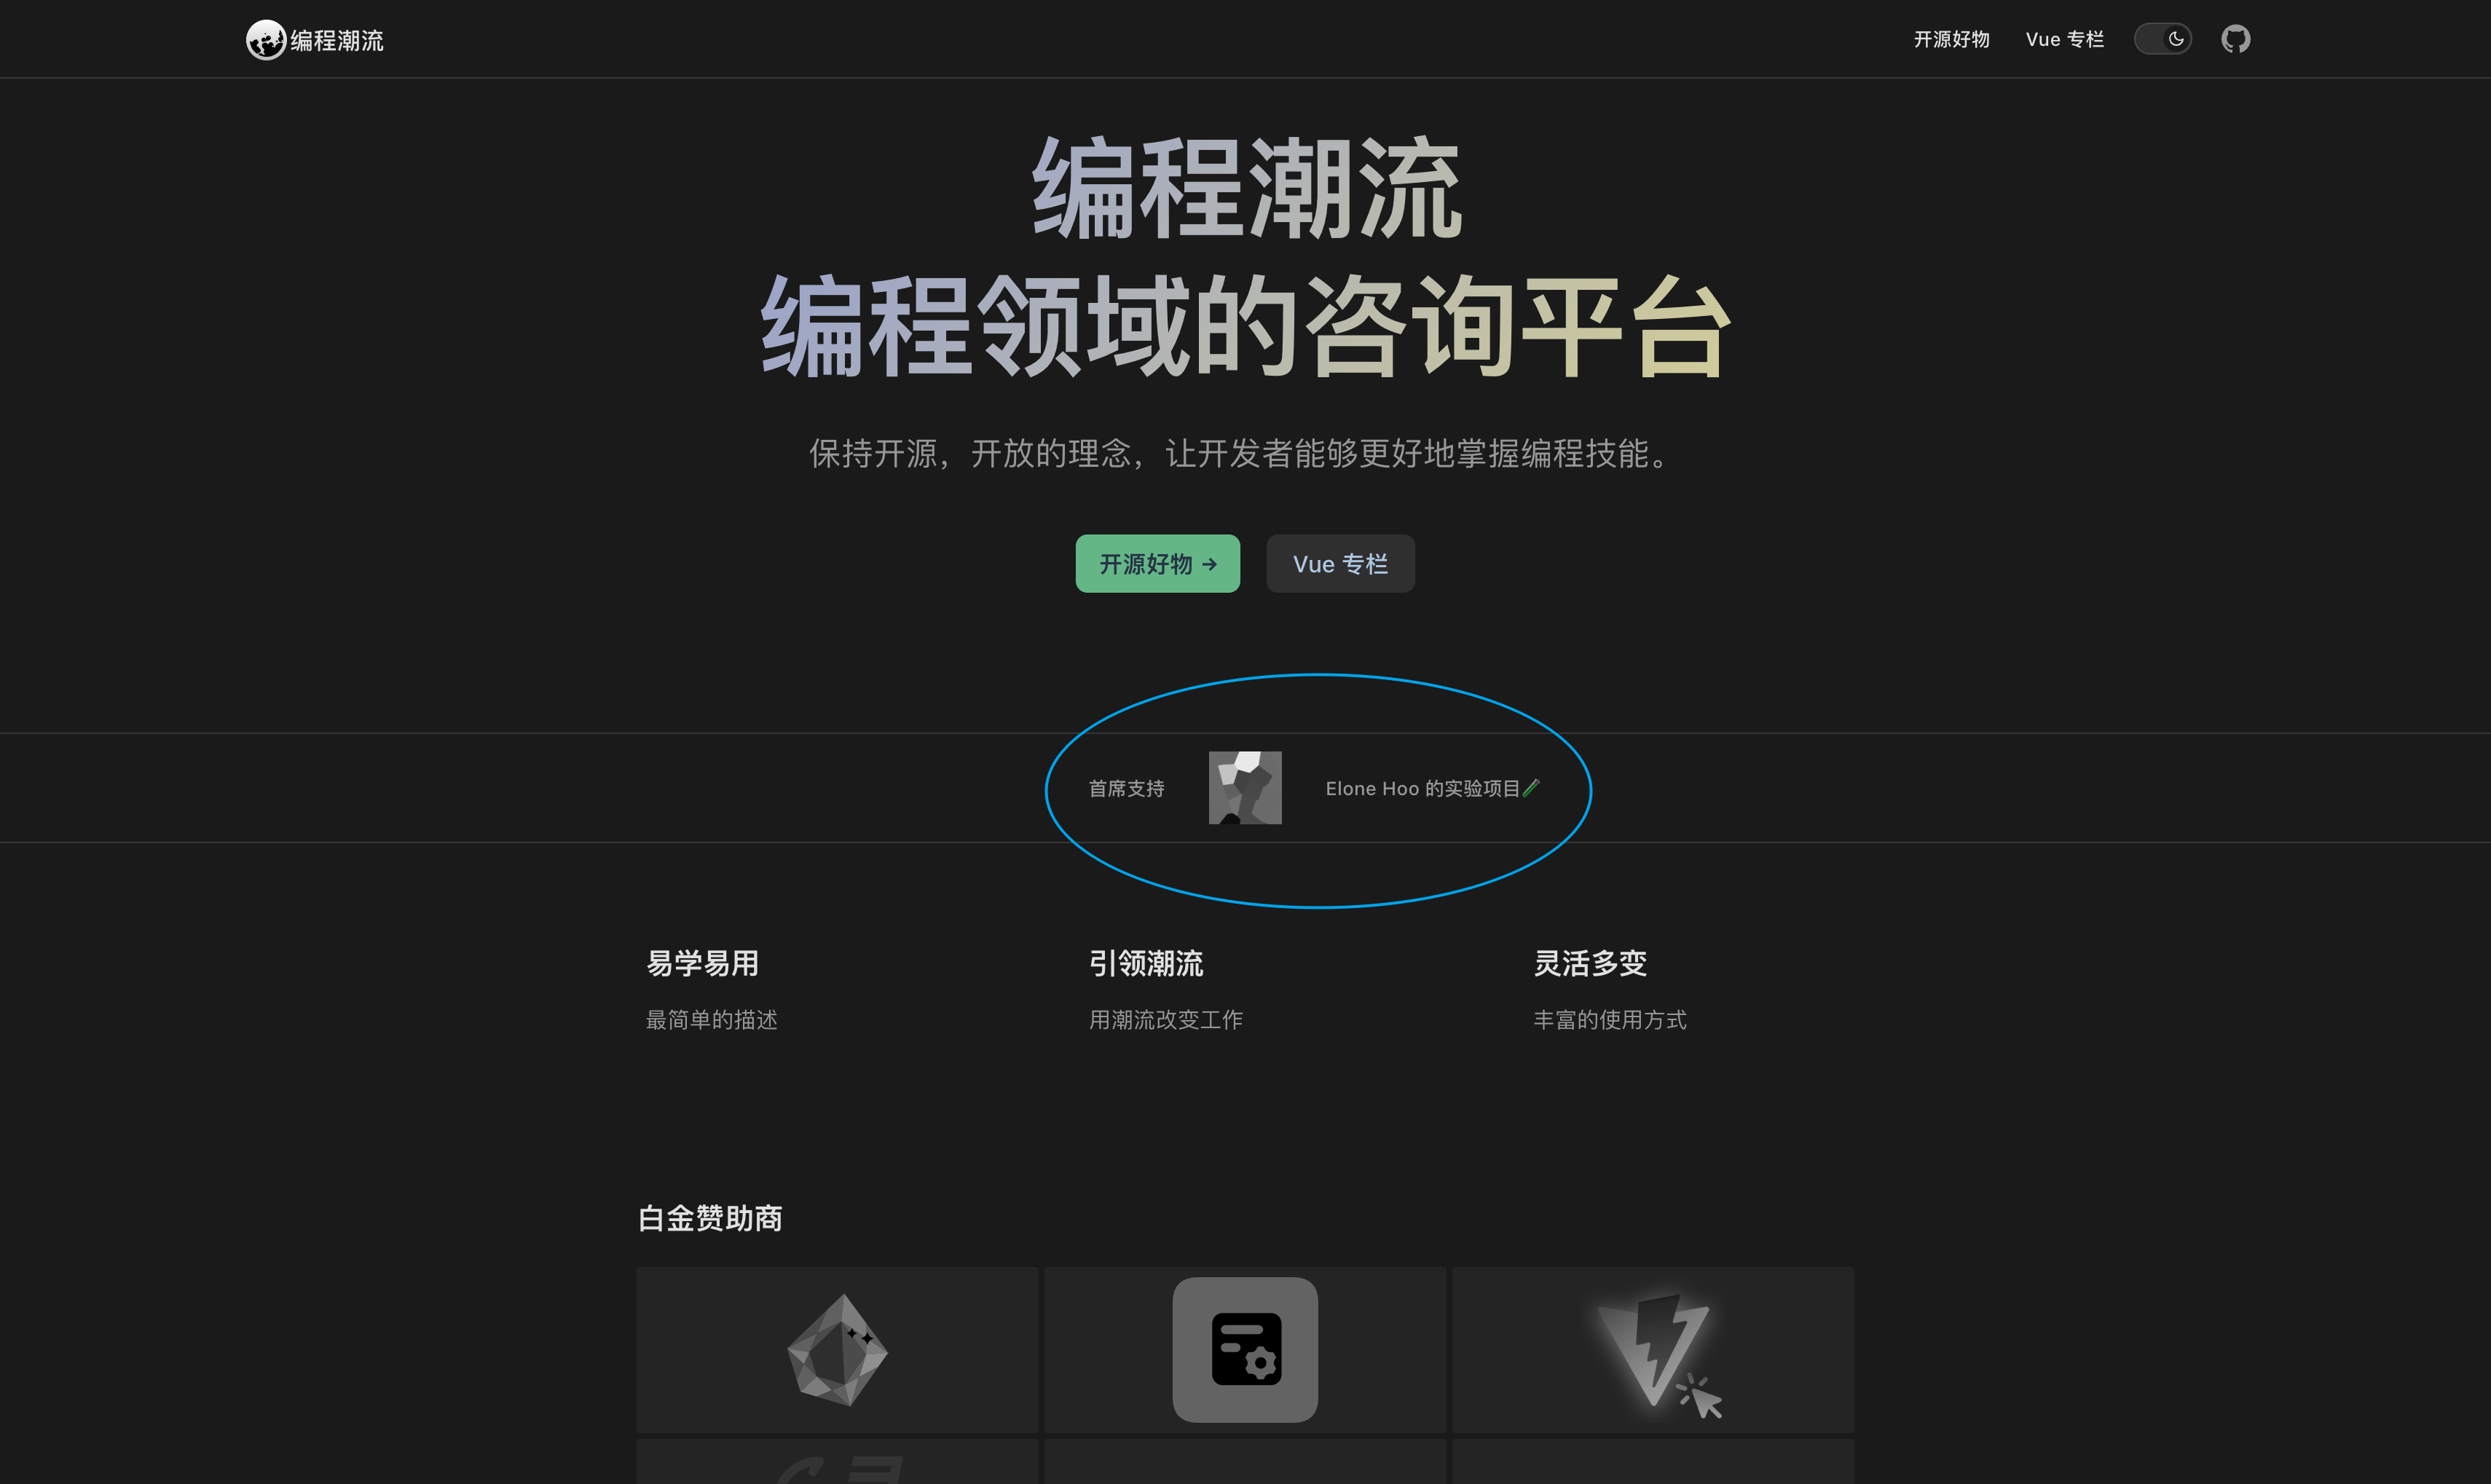 编程潮流
开源好物 Vue 专栏
编程潮流
编程领域的咨询平台
保持开源，开放的理念，让开发者能够更好地掌握编程技能。
开源好物 →
Vue 专栏
首席支持
Elone Hoo 的实验项目🧪
易学易用
最简单的描述
引领潮流
用潮流改变工作
灵活多变
丰富的使用方式
白金赞助商